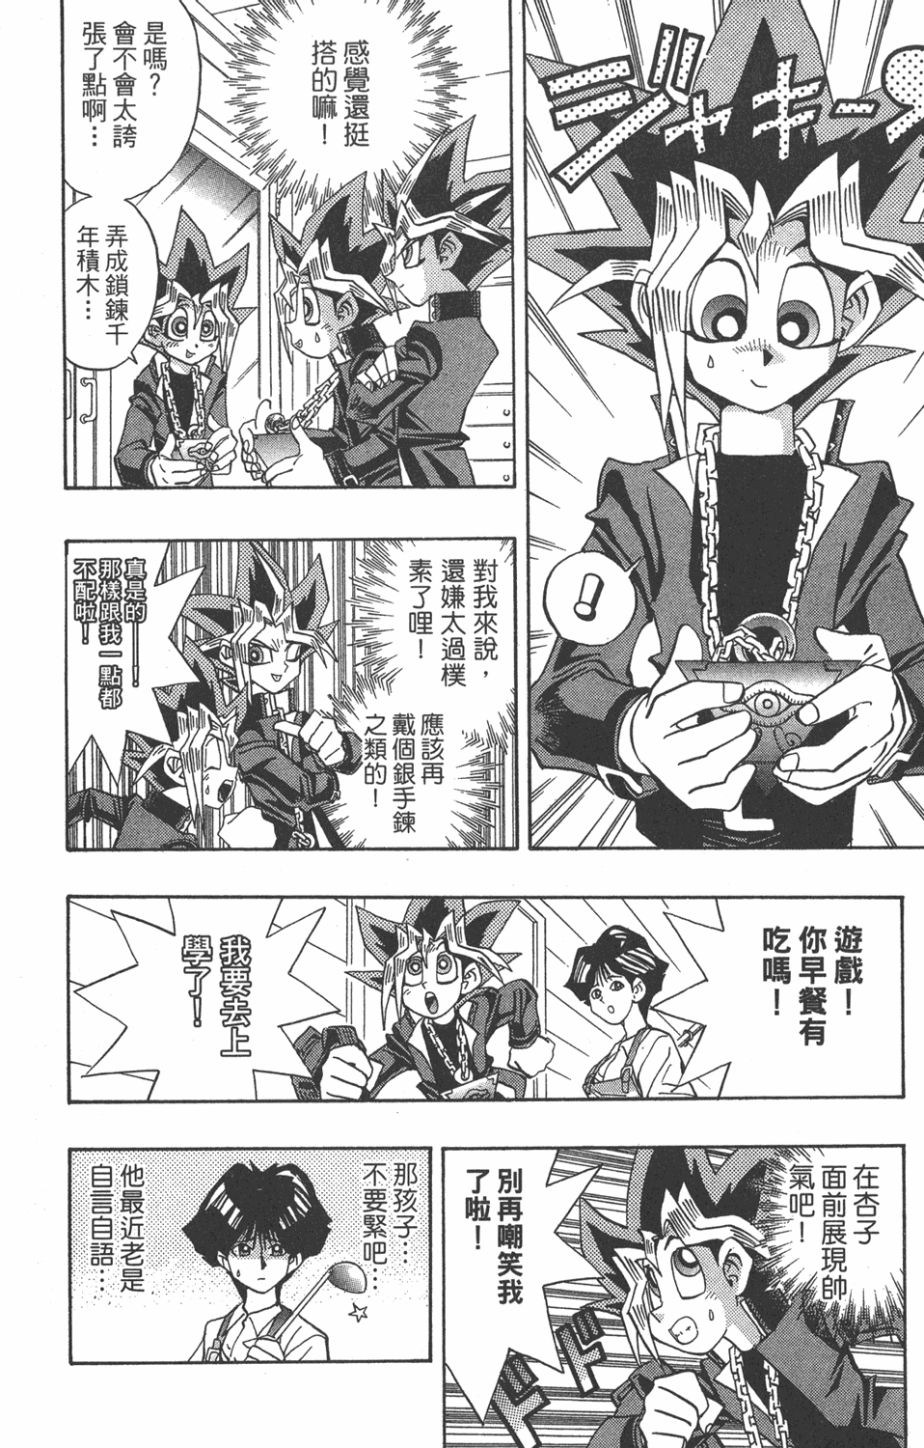 ジャキーン
！
感覺還挺
搭的嘛！
是嗎？
會不會太誇
張了點啊…
弄成鎖鍊千
年積木…
對我來說，
還嫌太過樸
素了哩！
應該再
戴個銀手鍊
之類的！
真是的——！
那樣跟我一點都
不配啦！
遊戲！
你早餐有
吃嗎！
我要去上
學了！
在杏子
面前展現帥
氣吧！
別再嘲笑我
了啦！
ドドド
那孩子…
不要緊吧…
他最近老是
自言自語…